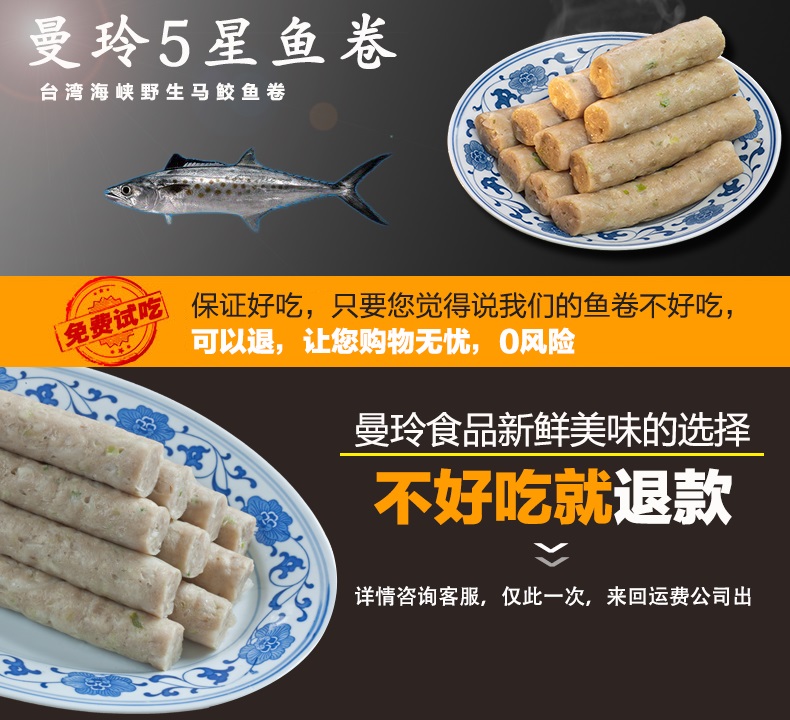 曼玲5星鱼卷
台湾海峡野生马鲛鱼卷
免费试吃
保证好吃，只要您觉得说我们的鱼卷不好吃，
可以退，让您购物无忧，0风险
曼玲食品新鲜美味的选择
不好吃就退款
详情咨询客服，仅此一次，来回运费公司出